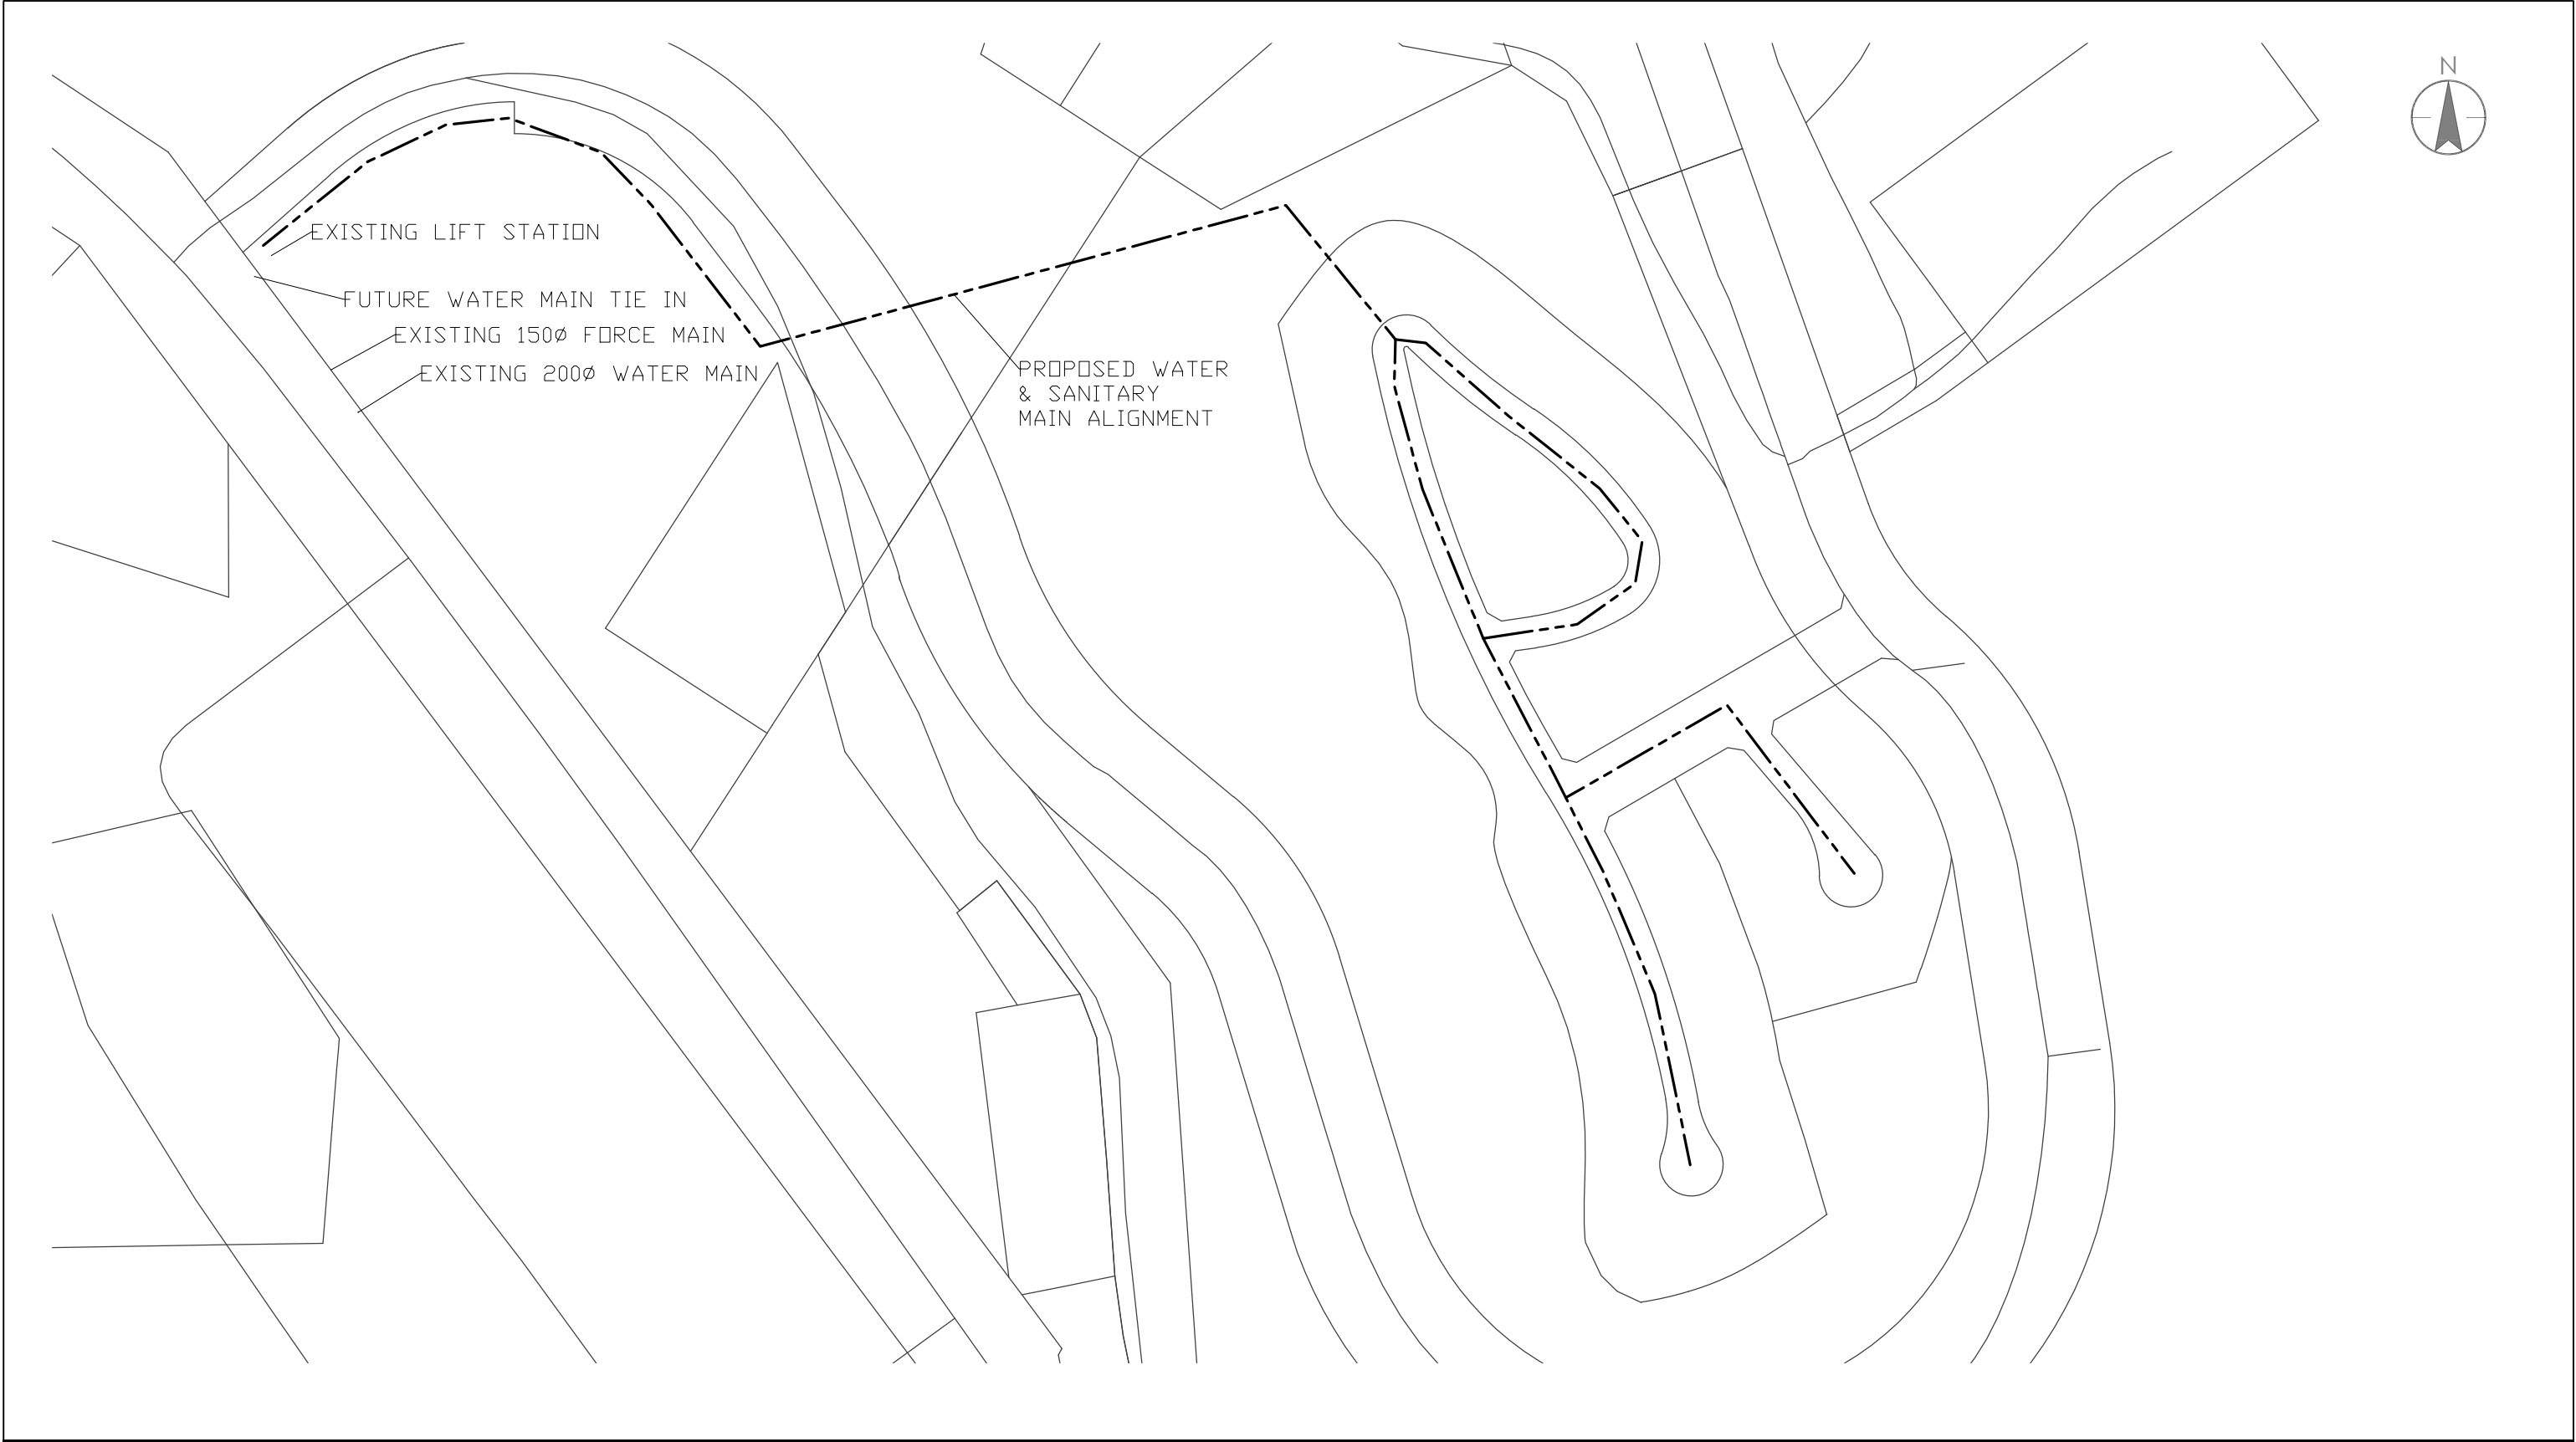 N
EXISTING LIFT STATION
FUTURE WATER MAIN TIE IN
EXISTING 150Ø FORCE MAIN
EXISTING 200Ø WATER MAIN
PROPOSED WATER
& SANITARY
MAIN ALIGNMENT